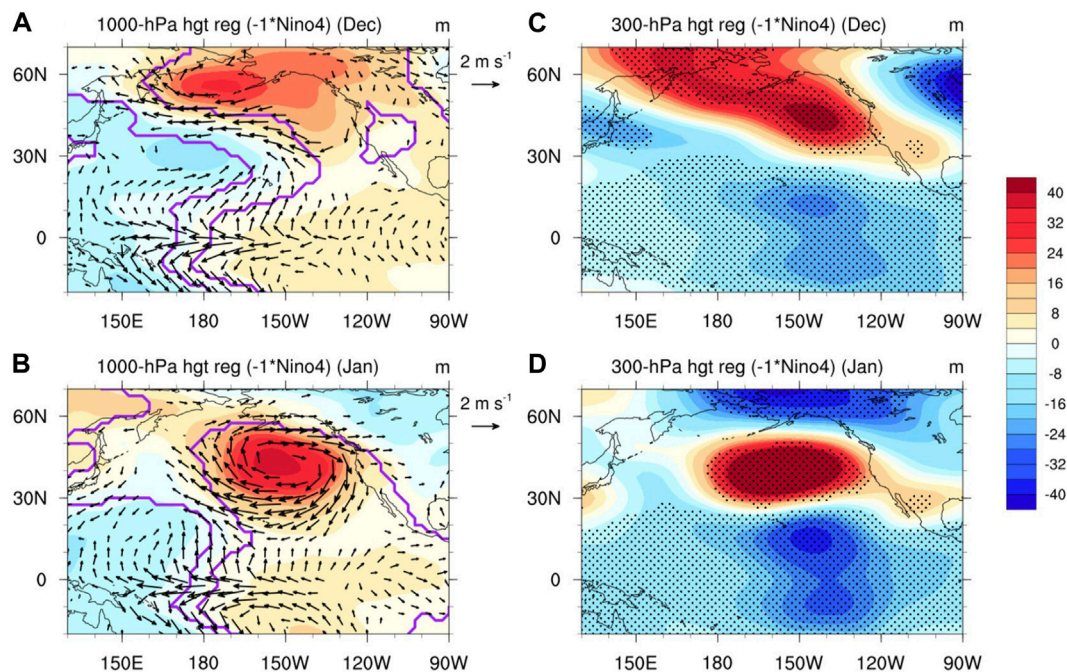 A
1000-hPa hgt reg (-1*Nino4) (Dec)
m
2 m s⁻¹
60N
30N
0
150E
180
150W
120W
90W
C
300-hPa hgt reg (-1*Nino4) (Dec)
m
60N
30N
0
150E
180
150W
120W
90W
B
1000-hPa hgt reg (-1*Nino4) (Jan)
m
2 m s⁻¹
60N
30N
0
150E
180
150W
120W
90W
D
300-hPa hgt reg (-1*Nino4) (Jan)
m
60N
30N
0
150E
180
150W
120W
90W
40
32
24
16
8
0
-8
-16
-24
-32
-40